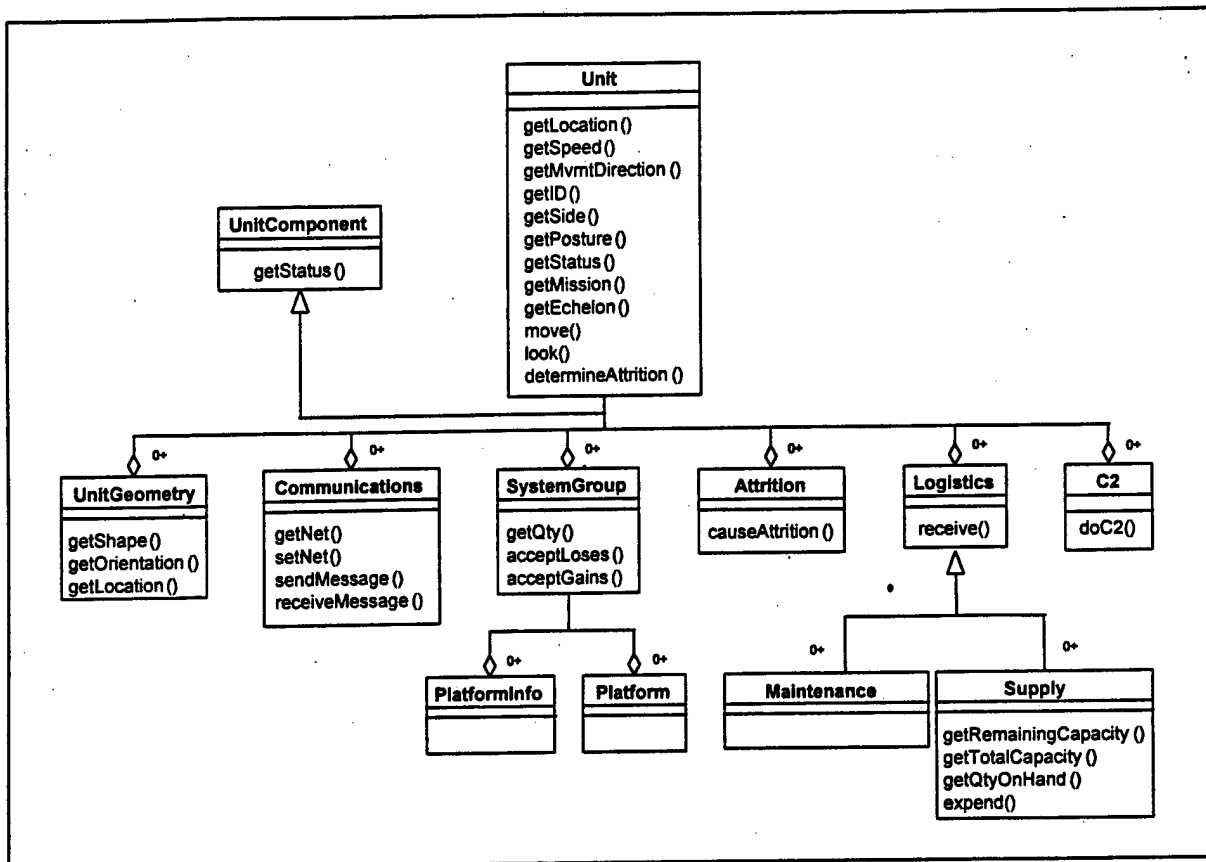 Unit
getLocation()
getSpeed()
getMvmtDirection()
getID()
getSide()
getPosture()
getStatus()
getMission()
getEchelon()
move()
look()
determineAttrition()
UnitComponent
getStatus()
0+
0+
0+
0+
0+
0+
UnitGeometry
getShape()
getOrientation()
getLocation()
Communications
getNet()
setNet()
sendMessage()
receiveMessage()
SystemGroup
getQty()
acceptLoses()
acceptGains()
Attrition
causeAttrition()
Logistics
receive()
C2
doC2()
0+
0+
0+
0+
PlatformInfo
Platform
Maintenance
Supply
getRemainingCapacity()
getTotalCapacity()
getQtyOnHand()
expend()